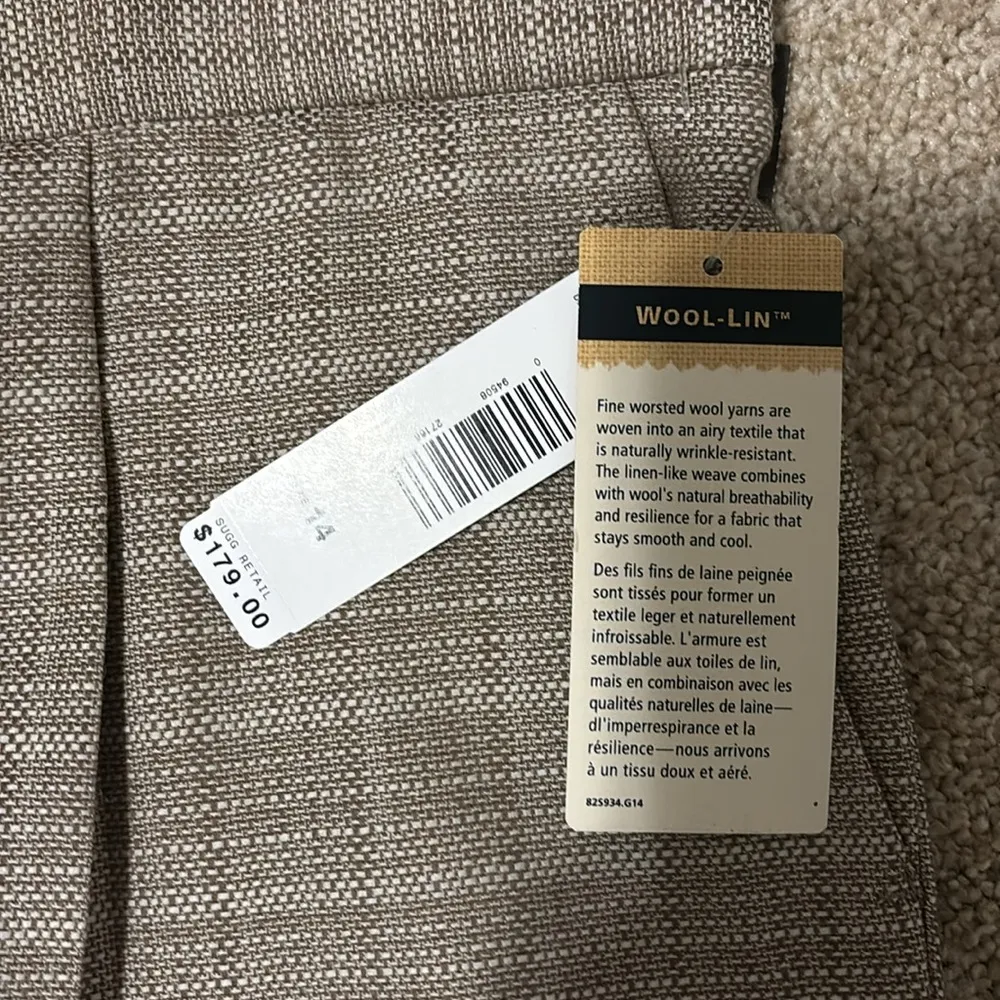 WOOL-LIN™
Fine worsted wool yarns are
woven into an airy textile that
is naturally wrinkle-resistant.
The linen-like weave combines
with wool's natural breathability
and resilience for a fabric that
stays smooth and cool.
Des fils fins de laine peignée
sont tissés pour former un
textile leger et naturellement
infroissable. L'armure est
semblable aux toiles de lin,
mais en combinaison avec les
qualités naturelles de laine—
dl'imperrespirance et la
résilience—nous arrivons
à un tissu doux et aéré.
82S934.G14
0
94508
14
SUGG RETAIL
$179.00